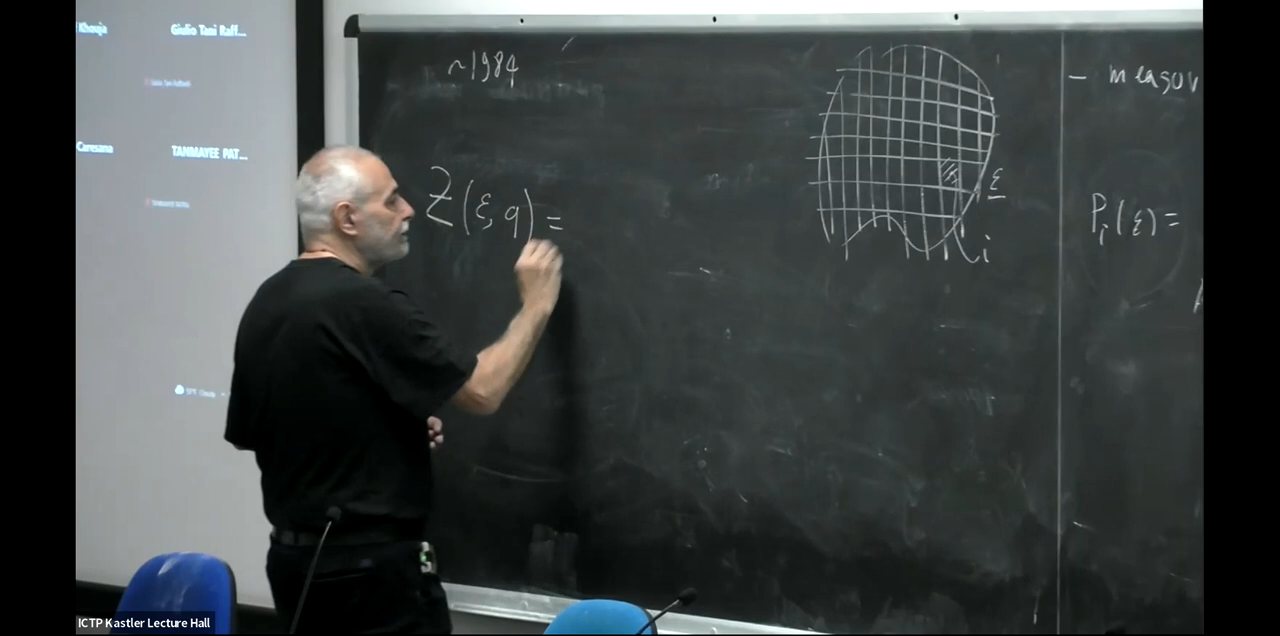 Khouja
Giulio Tani Raff...
Caresana
TANMAYEE PAT...
~1984
Z(ε, q) =
ε
i
– measur
P_i(ε) =
ICTP Kastler Lecture Hall